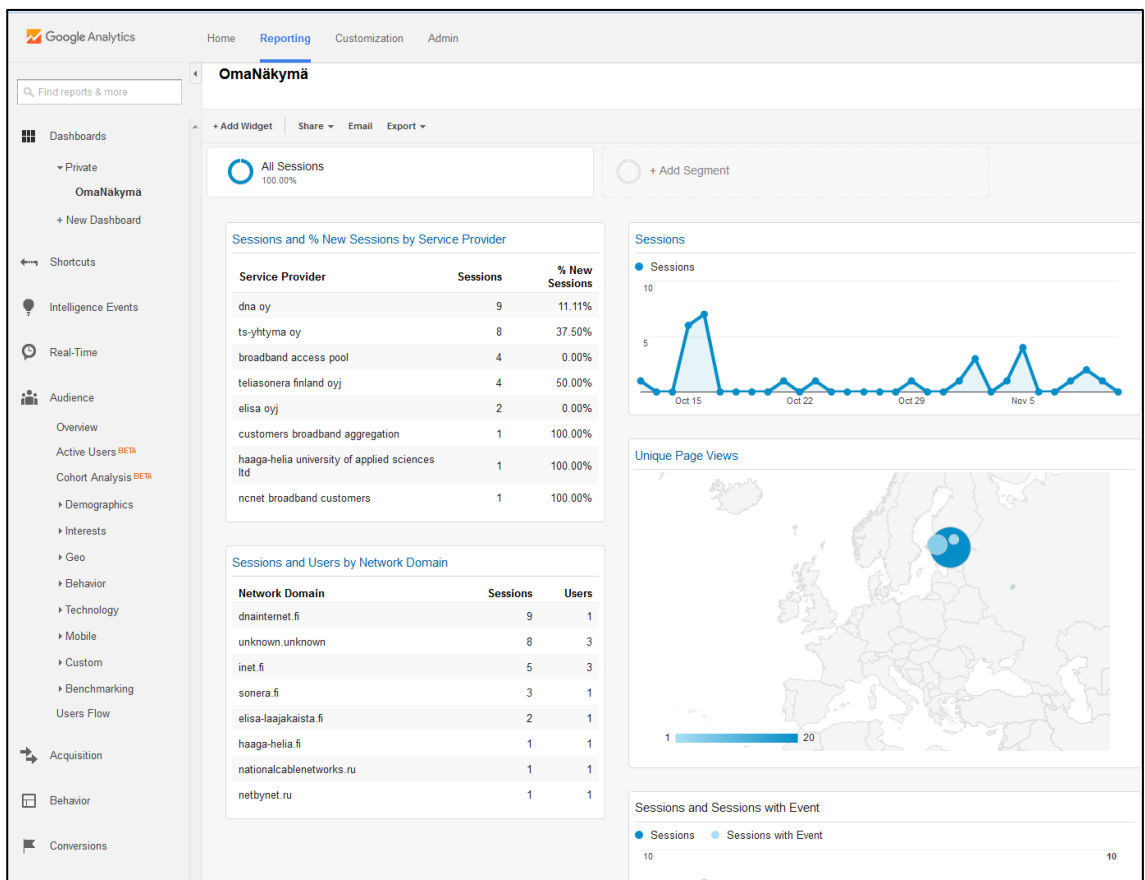 Google Analytics
Home Reporting Customization Admin
Find reports & more
OmaNäkymä
+ Add Widget Share Email Export
Dashboards
Private
OmaNäkymä
+ New Dashboard
Shortcuts
Intelligence Events
Real-Time
Audience
Overview
Active Users BETA
Cohort Analysis BETA
Demographics
Interests
Geo
Behavior
Technology
Mobile
Custom
Benchmarking
Users Flow
Acquisition
Behavior
Conversions
All Sessions
100.00%
+ Add Segment
Sessions and % New Sessions by Service Provider
Service Provider Sessions % New
Sessions
dna oy 9 11.11%
ts-yhtyma oy 8 37.50%
broadband access pool 4 0.00%
teliasonera finland oyj 4 50.00%
elisa oyj 2 0.00%
customers broadband aggregation 1 100.00%
haaga-helia university of applied sciences
ltd 1 100.00%
ncnet broadband customers 1 100.00%
Sessions and Users by Network Domain
Network Domain Sessions Users
dnainternet.fi 9 1
unknown.unknown 8 3
inet.fi 5 3
sonera.fi 3 1
elisa-laajakaista.fi 2 1
haaga-helia.fi 1 1
nationalcablenetworks.ru 1 1
netbynet.ru 1 1
Sessions
Sessions
10
5
Oct 15 Oct 22 Oct 29 Nov 5
Unique Page Views
1 20
Sessions and Sessions with Event
Sessions Sessions with Event
10 10